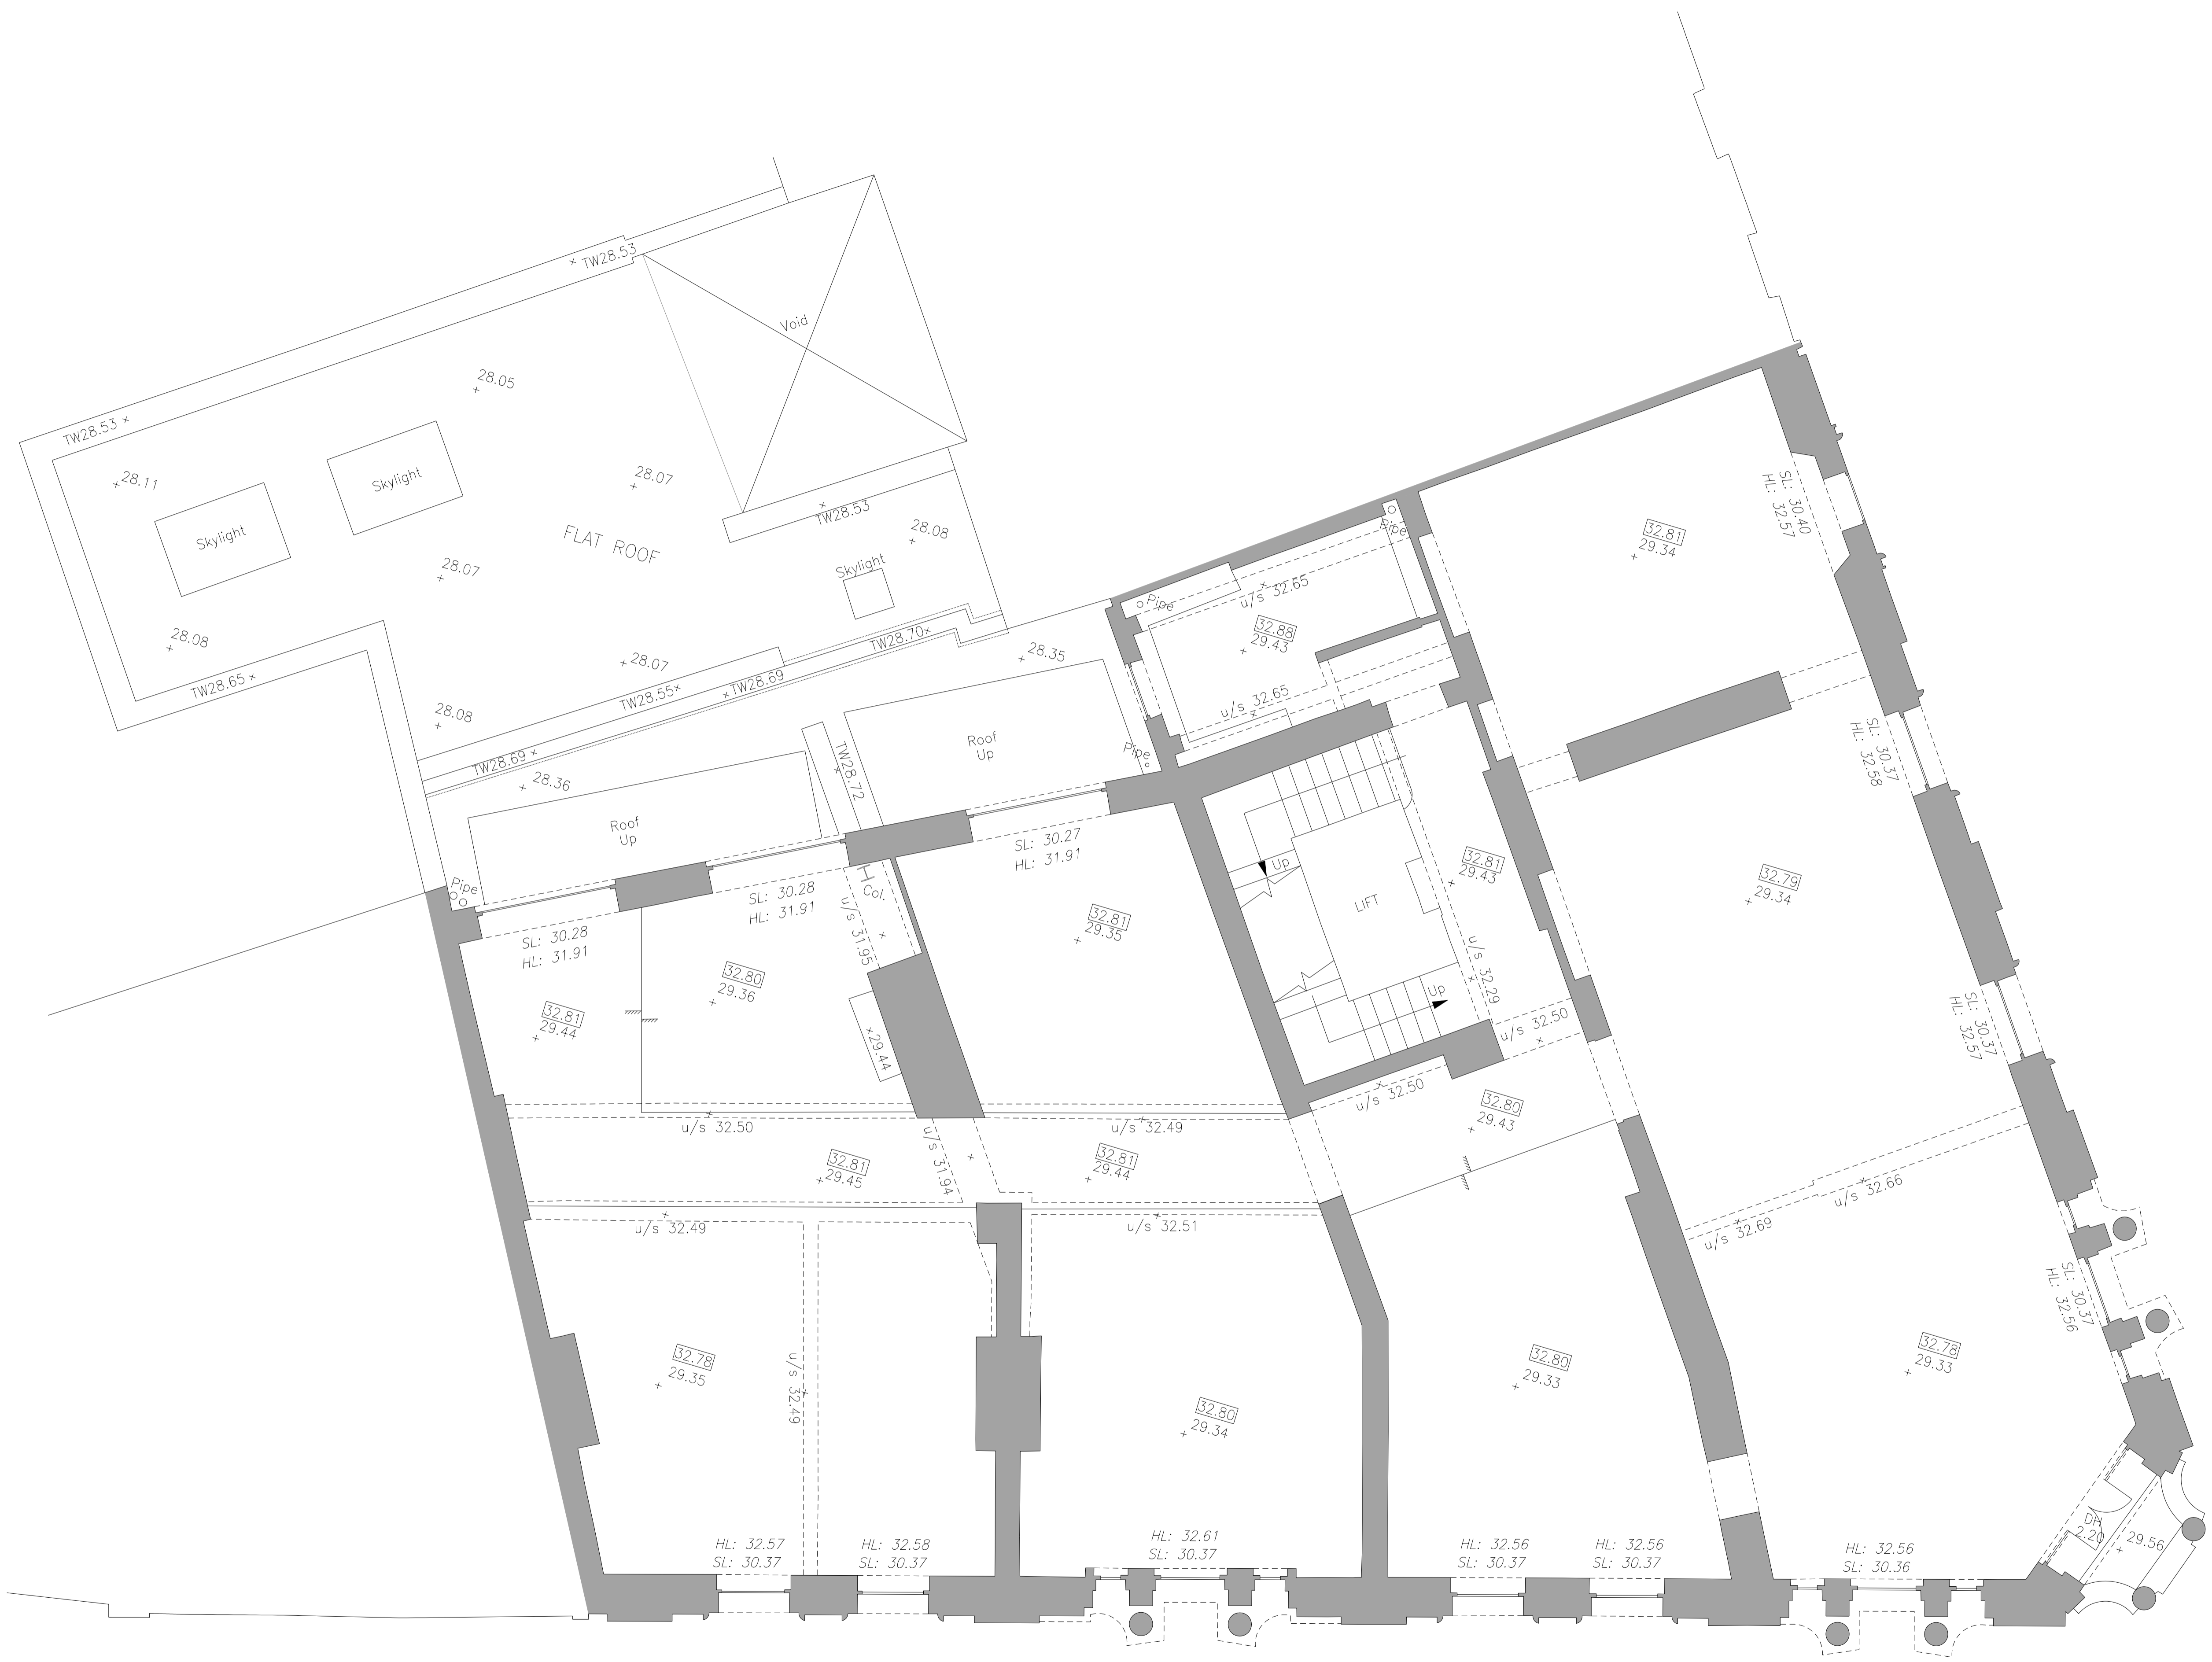 TW28.53
Void
28.05
TW28.53
28.11
Skylight
Skylight
28.07
TW28.53
28.08
FLAT ROOF
Skylight
28.07
28.08
28.07
TW28.70
28.35
TW28.65
TW28.55
TW28.69
28.08
TW28.69
28.36
TW28.72
Roof
Up
Roof
Up
Pipe
Pipe
Pipe
Pipe
u/s 32.65
32.88
29.43
u/s 32.65
32.81
29.34
SL: 30.40
HL: 32.57
SL: 30.37
HL: 32.58
32.79
29.34
Up
LIFT
32.81
29.43
Up
u/s 32.29
u/s 32.50
u/s 32.50
SL: 30.27
HL: 31.91
SL: 30.28
HL: 31.91
Col.
u/s 31.95
SL: 30.28
HL: 31.91
32.81
29.35
32.80
29.36
32.81
29.44
29.44
SL: 30.37
HL: 32.57
32.80
29.43
u/s 32.50
u/s 32.49
u/s 31.94
32.81
29.45
32.81
29.44
u/s 32.66
u/s 32.69
u/s 32.49
u/s 32.51
SL: 30.37
HL: 32.56
32.78
29.35
u/s 32.49
32.80
29.34
32.80
29.33
32.78
29.33
DH
2.20
29.56
HL: 32.57
SL: 30.37
HL: 32.58
SL: 30.37
HL: 32.61
SL: 30.37
HL: 32.56
SL: 30.37
HL: 32.56
SL: 30.37
HL: 32.56
SL: 30.36